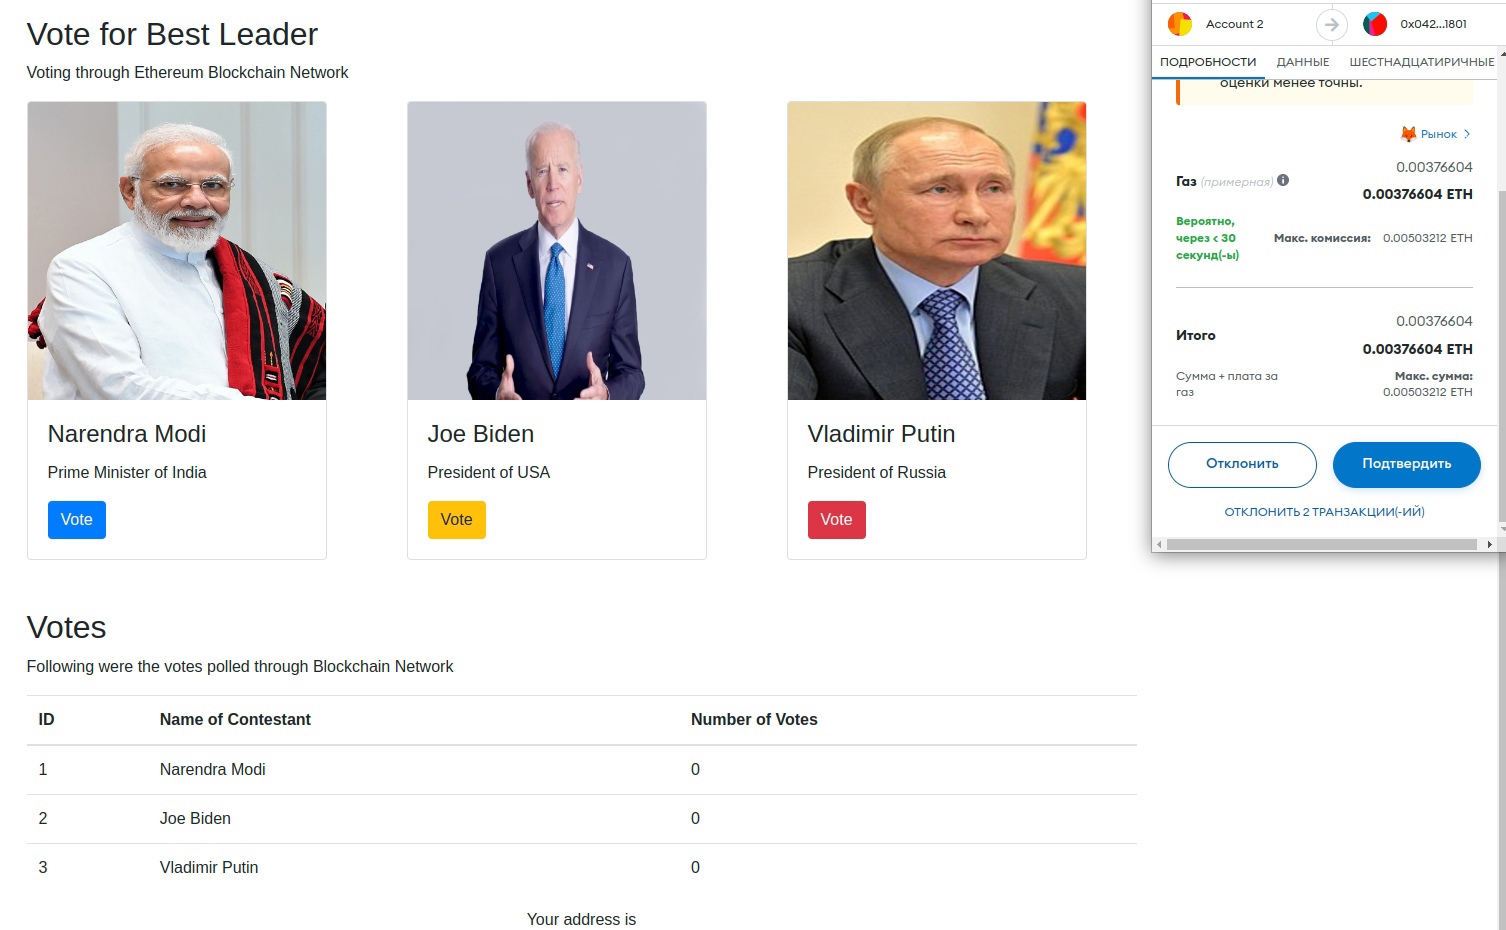 Vote for Best Leader
Voting through Ethereum Blockchain Network
Narendra Modi
Prime Minister of India
Vote
Joe Biden
President of USA
Vote
Vladimir Putin
President of Russia
Vote
Votes
Following were the votes polled through Blockchain Network
ID Name of Contestant Number of Votes
1 Narendra Modi 0
2 Joe Biden 0
3 Vladimir Putin 0
Your address is
Account 2 0x042...1801
ПОДРОБНОСТИ ДАННЫЕ ШЕСТНАДЦАТИРИЧНЫЕ
оценки менее точны.
Рынок
0.00376604
Газ (примерная)
0.00376604 ETH
Вероятно,
через < 30
секунд(-ы)
Макс. комиссия: 0.00503212 ETH
0.00376604
Итого
0.00376604 ETH
Сумма + плата за
газ
Макс. сумма:
0.00503212 ETH
Отклонить Подтвердить
ОТКЛОНИТЬ 2 ТРАНЗАКЦИИ(-ИЙ)